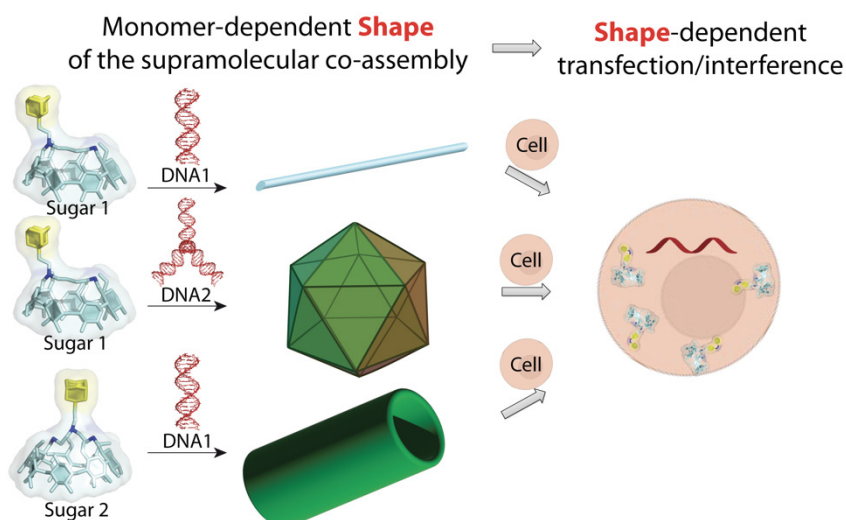 Monomer-dependent Shape
of the supramolecular co-assembly
Shape-dependent
transfection/interference
DNA1
Sugar 1
Cell
DNA2
Sugar 1
Cell
DNA1
Sugar 2
Cell